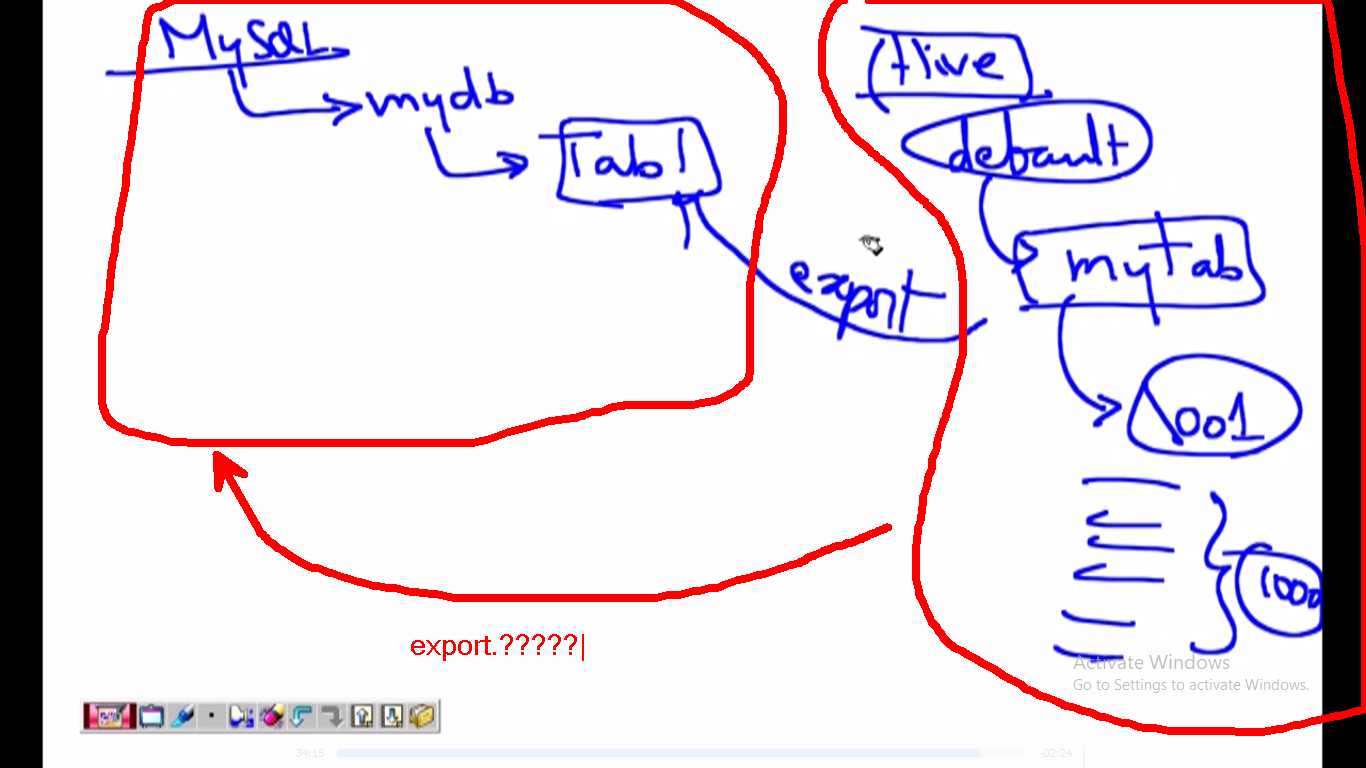 MySQL
mydb
Tab1
Hive
default
mytab
export
\001
1000
export.?????|
Activate Windows
Go to Settings to activate Windows.
34:15
-02:24